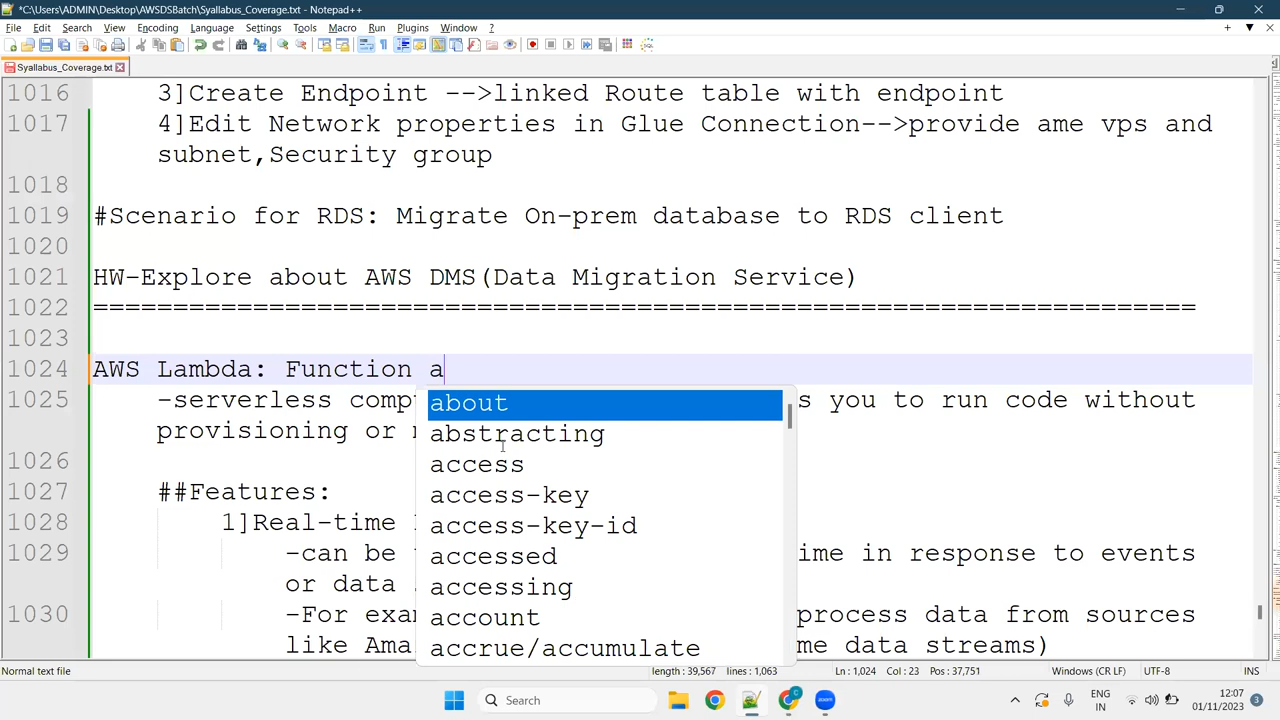 *C:\Users\ADMIN\Desktop\AWSDSBatch\Syallabus_Coverage.txt - Notepad++
File Edit Search View Encoding Language Settings Tools Macro Run Plugins Window ?
Syallabus_Coverage.txt
1016 3]Create Endpoint -->linked Route table with endpoint
1017 4]Edit Network properties in Glue Connection-->provide ame vps and
subnet,Security group
1018
1019 #Scenario for RDS: Migrate On-prem database to RDS client
1020
1021 HW-Explore about AWS DMS(Data Migration Service)
1022 =====================================================================
1023
1024 AWS Lambda: Function a
1025 -serverless comp s you to run code without
provisioning or
about
abstracting
access
access-key
access-key-id
accessed
accessing
account
accrue/accumulate
1026
1027 ##Features:
1028 1]Real-time
1029 -can be ime in response to events
or data
1030 -For exam process data from sources
like Ama me data streams)
Normal text file length : 39,567 lines : 1,063 Ln : 1,024 Col : 23 Pos : 37,751 Windows (CR LF) UTF-8 INS
Search
ENG
IN
12:07
01/11/2023
3